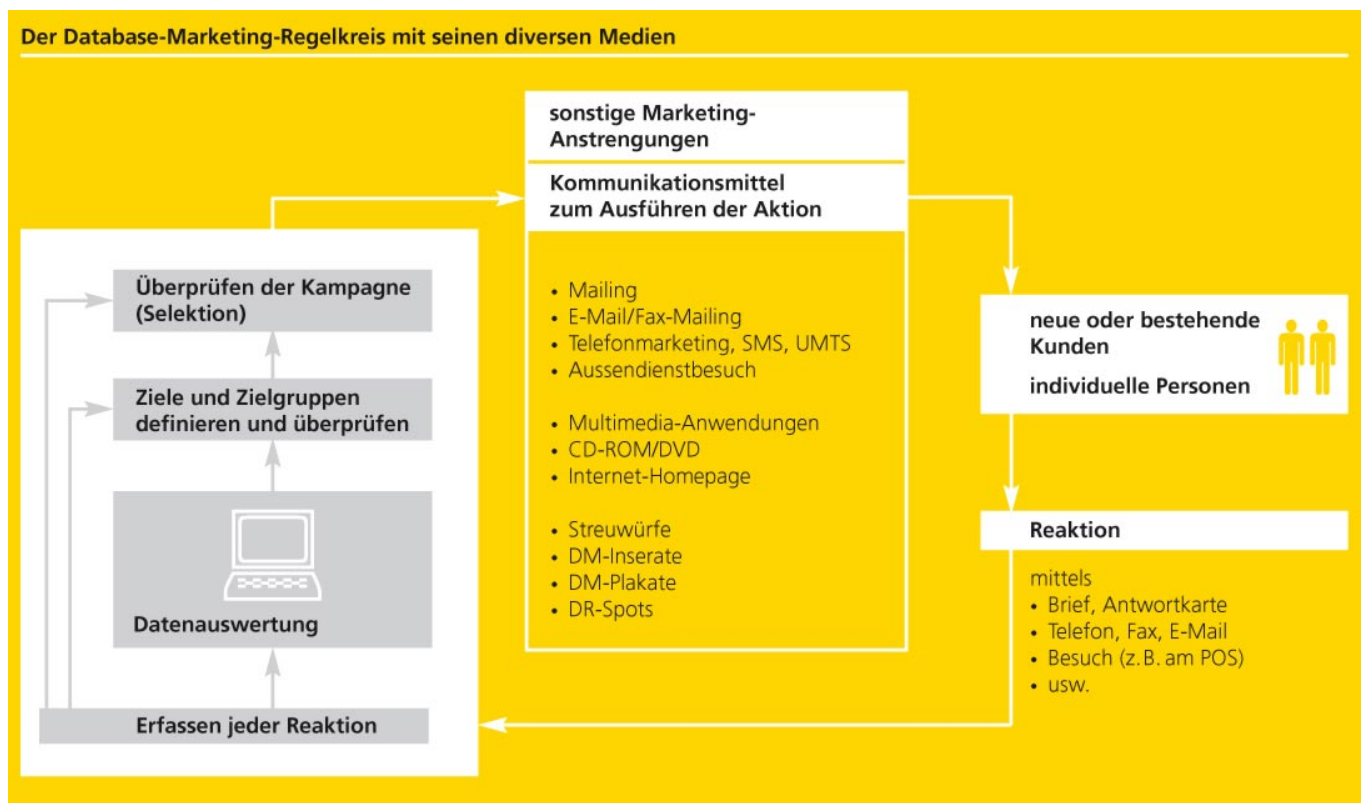 Der Database-Marketing-Regelkreis mit seinen diversen Medien
sonstige Marketing-
Anstrengungen
Kommunikationsmittel
zum Ausführen der Aktion
• Mailing
• E-Mail/Fax-Mailing
• Telefonmarketing, SMS, UMTS
• Aussendienstbesuch
• Multimedia-Anwendungen
• CD-ROM/DVD
• Internet-Homepage
• Streuwürfe
• DM-Inserate
• DM-Plakate
• DR-Spots
Überprüfen der Kampagne
(Selektion)
Ziele und Zielgruppen
definieren und überprüfen
Datenauswertung
Erfassen jeder Reaktion
neue oder bestehende
Kunden
individuelle Personen
Reaktion
mittels
• Brief, Antwortkarte
• Telefon, Fax, E-Mail
• Besuch (z. B. am POS)
• usw.